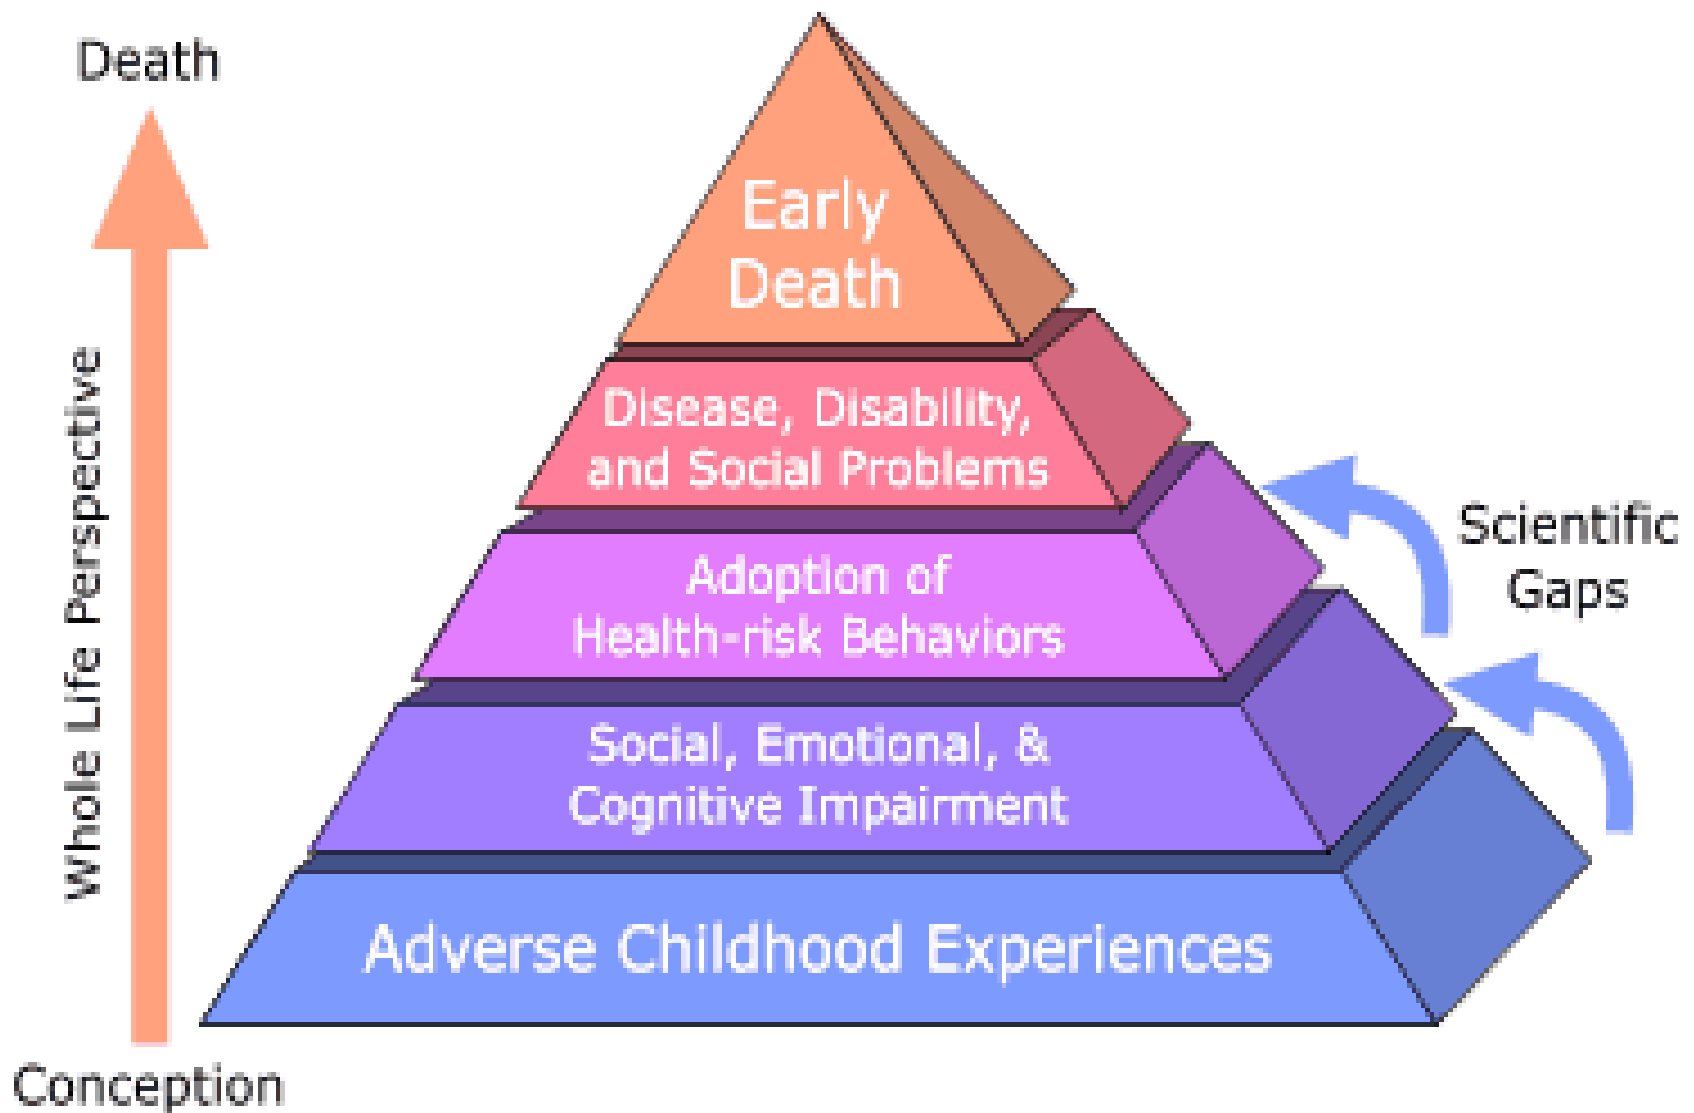 Death
Whole Life Perspective
Conception
Early
Death
Disease, Disability,
and Social Problems
Adoption of
Health-risk Behaviors
Social, Emotional, &
Cognitive Impairment
Adverse Childhood Experiences
Scientific
Gaps